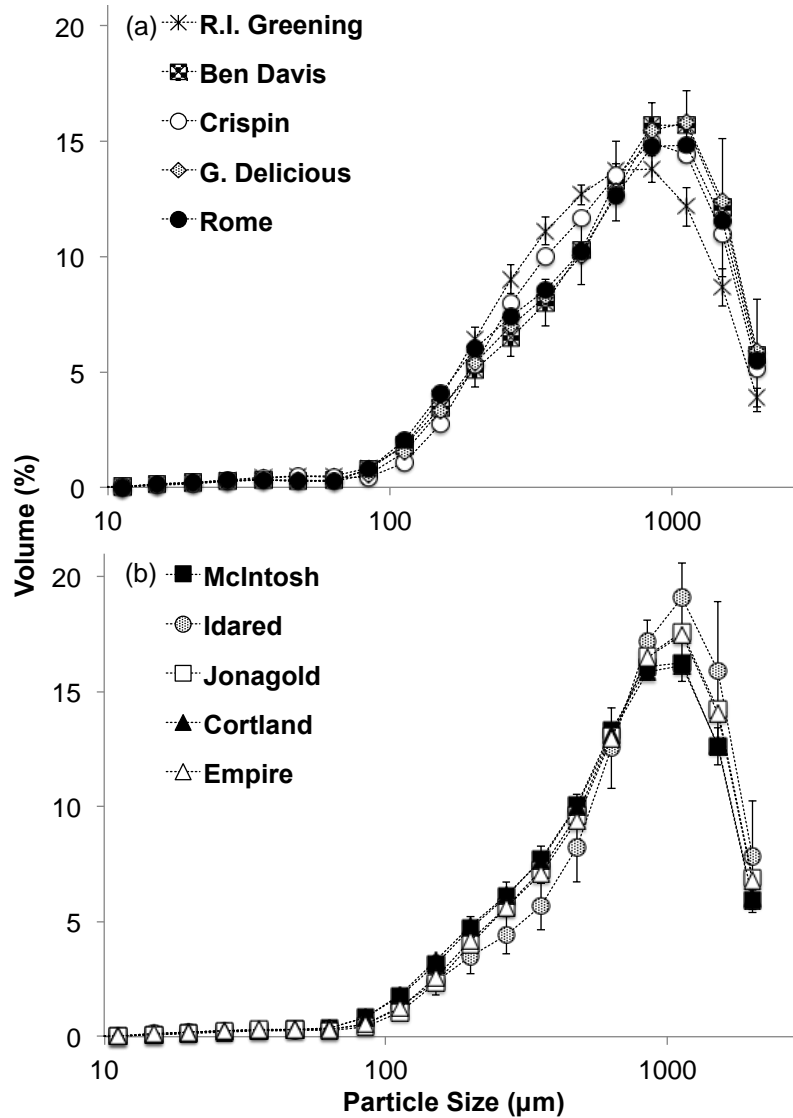 20
(a)
R.I. Greening
Ben Davis
15
Crispin
G. Delicious
10
Rome
5
0
10
100
1000
Volume (%)
20
(b)
McIntosh
Idared
15
Jonagold
Cortland
10
Empire
5
0
10
100
1000
Particle Size (µm)